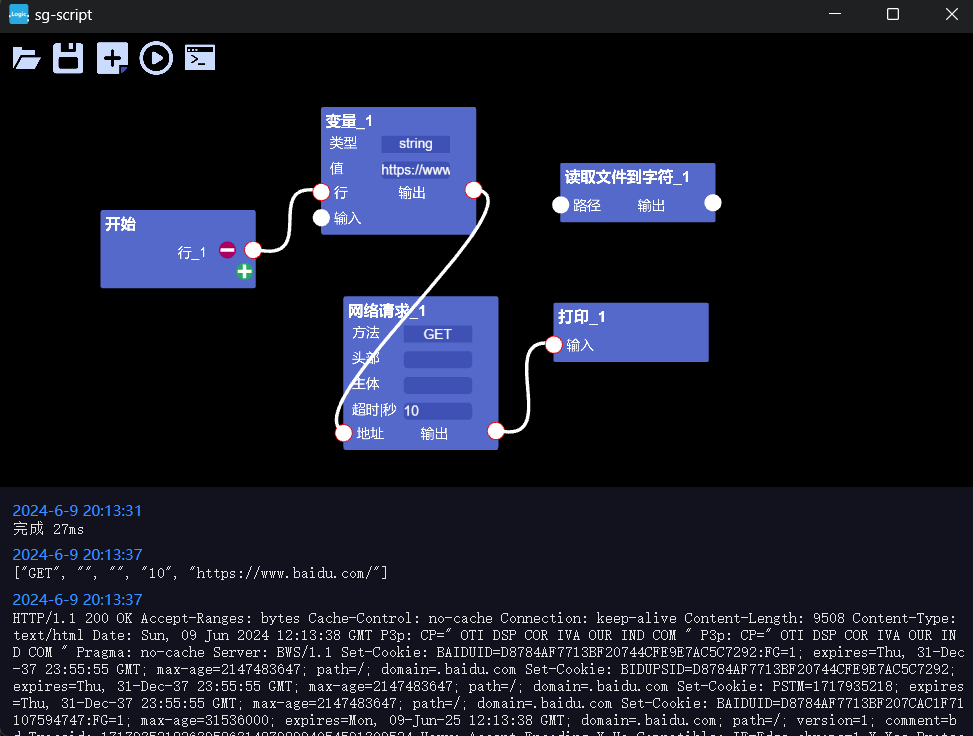 Logic
sg-script
变量_1
类型 string
值 https://www
行 输出
输入
读取文件到字符_1
路径 输出
开始
行_1
网络请求_1
方法 GET
头部
主体
超时|秒 10
地址 输出
打印_1
输入
2024-6-9 20:13:31
完成 27ms
2024-6-9 20:13:37
["GET", "", "", "10", "https://www.baidu.com/"]
2024-6-9 20:13:37
HTTP/1.1 200 OK Accept-Ranges: bytes Cache-Control: no-cache Connection: keep-alive Content-Length: 9508 Content-Type:
text/html Date: Sun, 09 Jun 2024 12:13:38 GMT P3p: CP=" OTI DSP COR IVA OUR IND COM " P3p: CP=" OTI DSP COR IVA OUR IN
D COM " Pragma: no-cache Server: BWS/1.1 Set-Cookie: BAIDUID=D8784AF7713BF20744CFE9E7AC5C7292:FG=1; expires=Thu, 31-Dec
-37 23:55:55 GMT; max-age=2147483647; path=/; domain=.baidu.com Set-Cookie: BIDUPSID=D8784AF7713BF20744CFE9E7AC5C7292;
expires=Thu, 31-Dec-37 23:55:55 GMT; max-age=2147483647; path=/; domain=.baidu.com Set-Cookie: PSTM=1717935218; expires
=Thu, 31-Dec-37 23:55:55 GMT; max-age=2147483647; path=/; domain=.baidu.com Set-Cookie: BAIDUID=D8784AF7713BF207CAC1F71
107594747:FG=1; max-age=31536000; expires=Mon, 09-Jun-25 12:13:38 GMT; domain=.baidu.com; path=/; version=1; comment=b